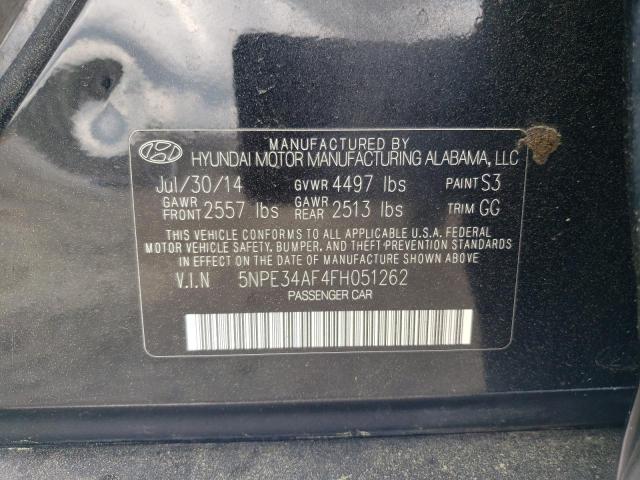 MANUFACTURED BY
HYUNDAI MOTOR MANUFACTURING ALABAMA, LLC
Jul/30/14 GVWR 4497 lbs PAINT S3
GAWR FRONT 2557 lbs GAWR REAR 2513 lbs TRIM GG
THIS VEHICLE CONFORMS TO ALL APPLICABLE U.S.A. FEDERAL
MOTOR VEHICLE SAFETY, BUMPER, AND THEFT PREVENTION STANDARDS
IN EFFECT ON THE DATE OF MANUFACTURE SHOWN ABOVE
V.I.N 5NPE34AF4FH051262
PASSENGER CAR